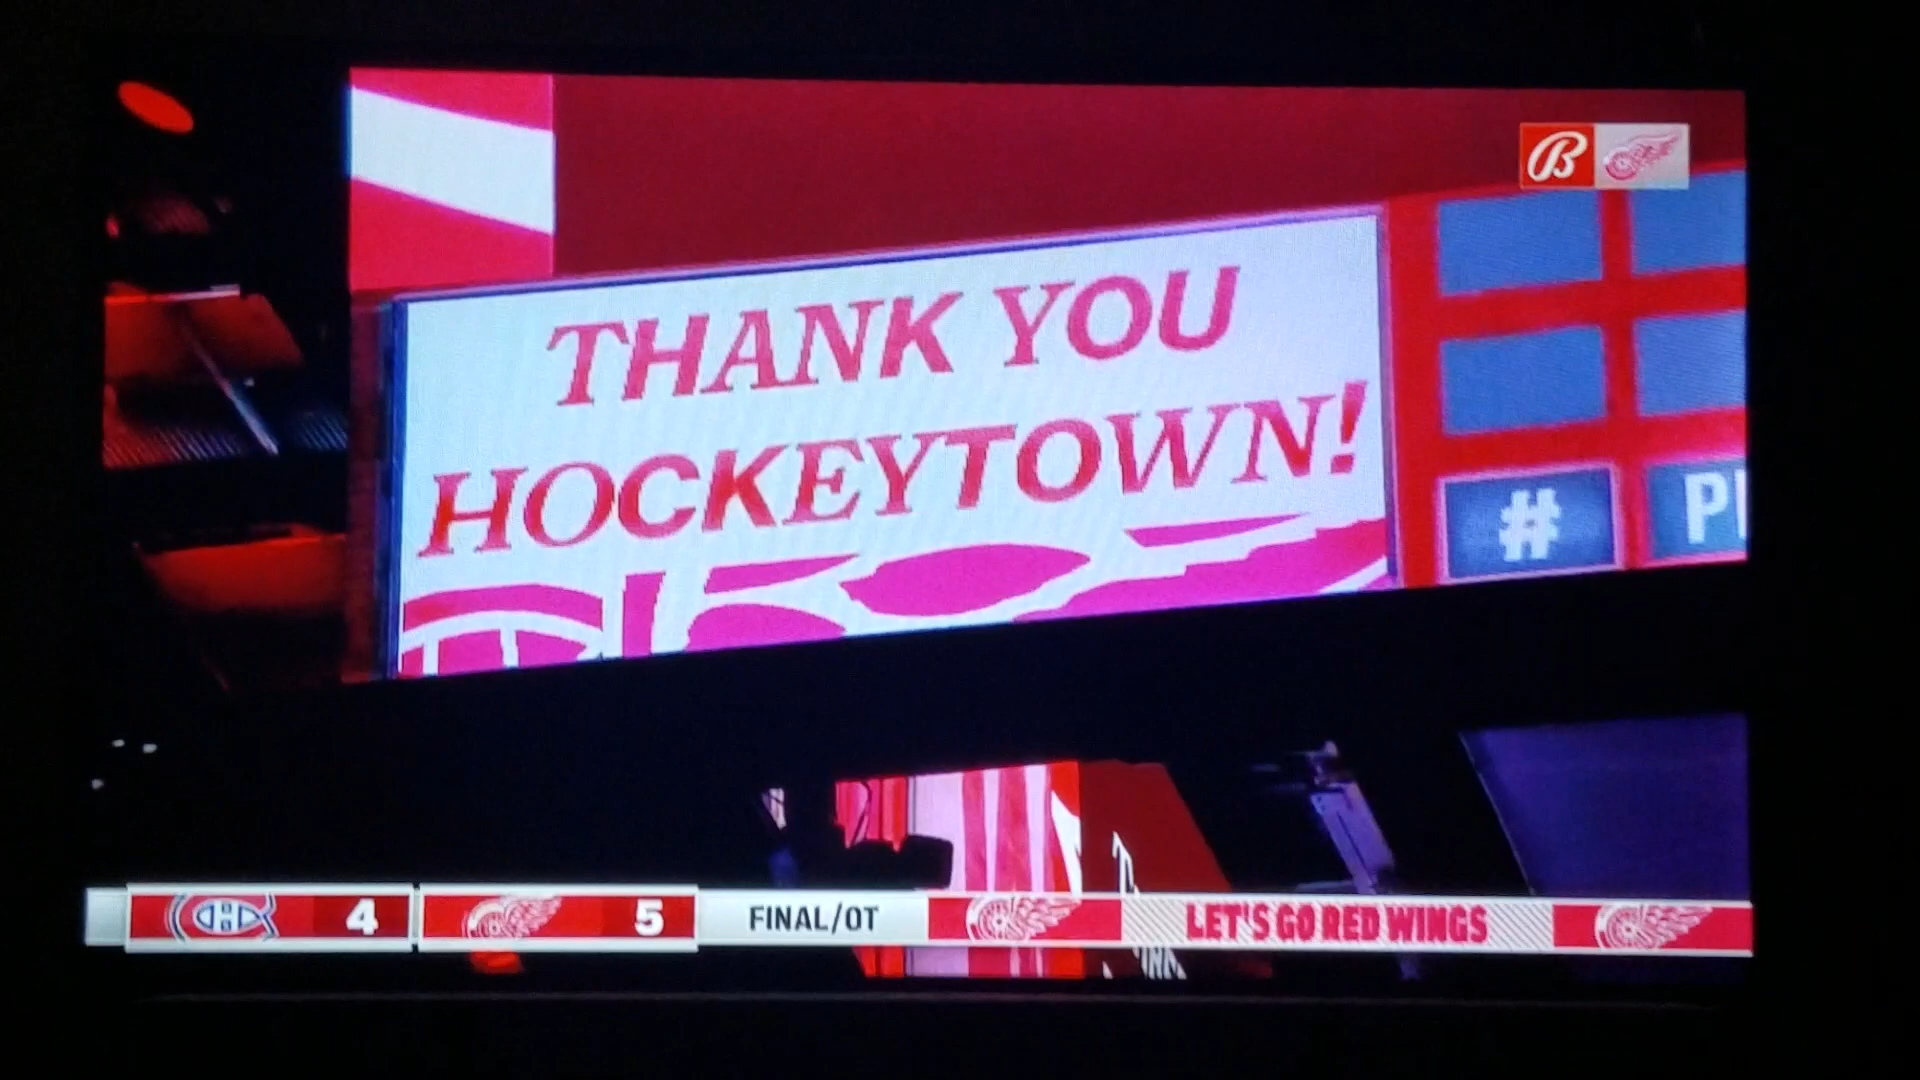 B
THANK YOU
HOCKEYTOWN!
#
4
5
FINAL/OT
LET'S GO RED WINGS